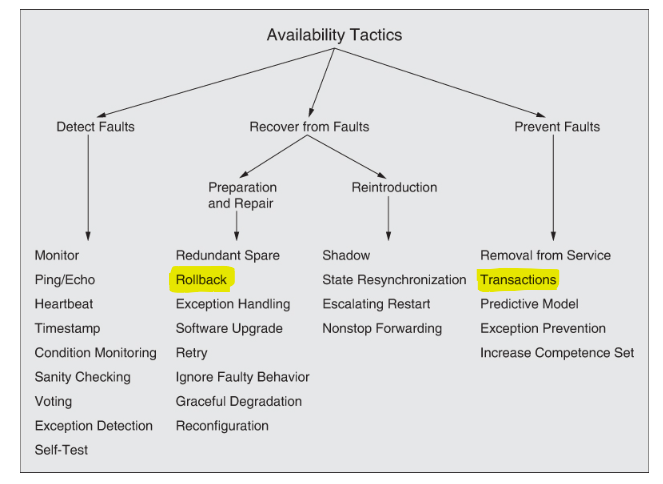 Availability Tactics
Detect Faults
Recover from Faults
Prevent Faults
Preparation
and Repair
Reintroduction
Monitor
Ping/Echo
Heartbeat
Timestamp
Condition Monitoring
Sanity Checking
Voting
Exception Detection
Self-Test
Redundant Spare
Rollback
Exception Handling
Software Upgrade
Retry
Ignore Faulty Behavior
Graceful Degradation
Reconfiguration
Shadow
State Resynchronization
Escalating Restart
Nonstop Forwarding
Removal from Service
Transactions
Predictive Model
Exception Prevention
Increase Competence Set